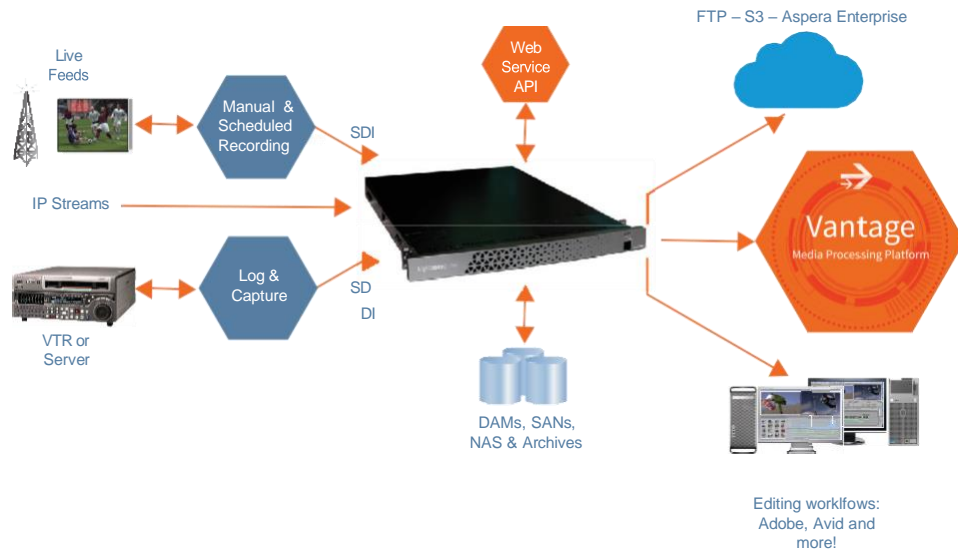 FTP – S3 – Aspera Enterprise
Live
Feeds
Manual &
Scheduled
Recording
SDI
Web
Service
API
IP Streams
Vantage
Media Processing Platform
Log &
Capture
SD
DI
VTR or
Server
DAMs, SANs,
NAS & Archives
Editing worklfows:
Adobe, Avid and
more!